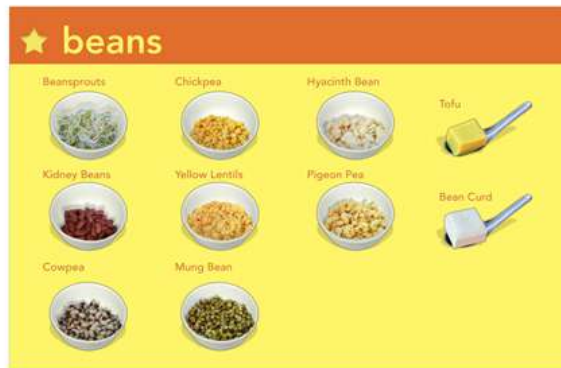 beans
Beansprouts
Chickpea
Hyacinth Bean
Tofu
Kidney Beans
Yellow Lentils
Pigeon Pea
Bean Curd
Cowpea
Mung Bean